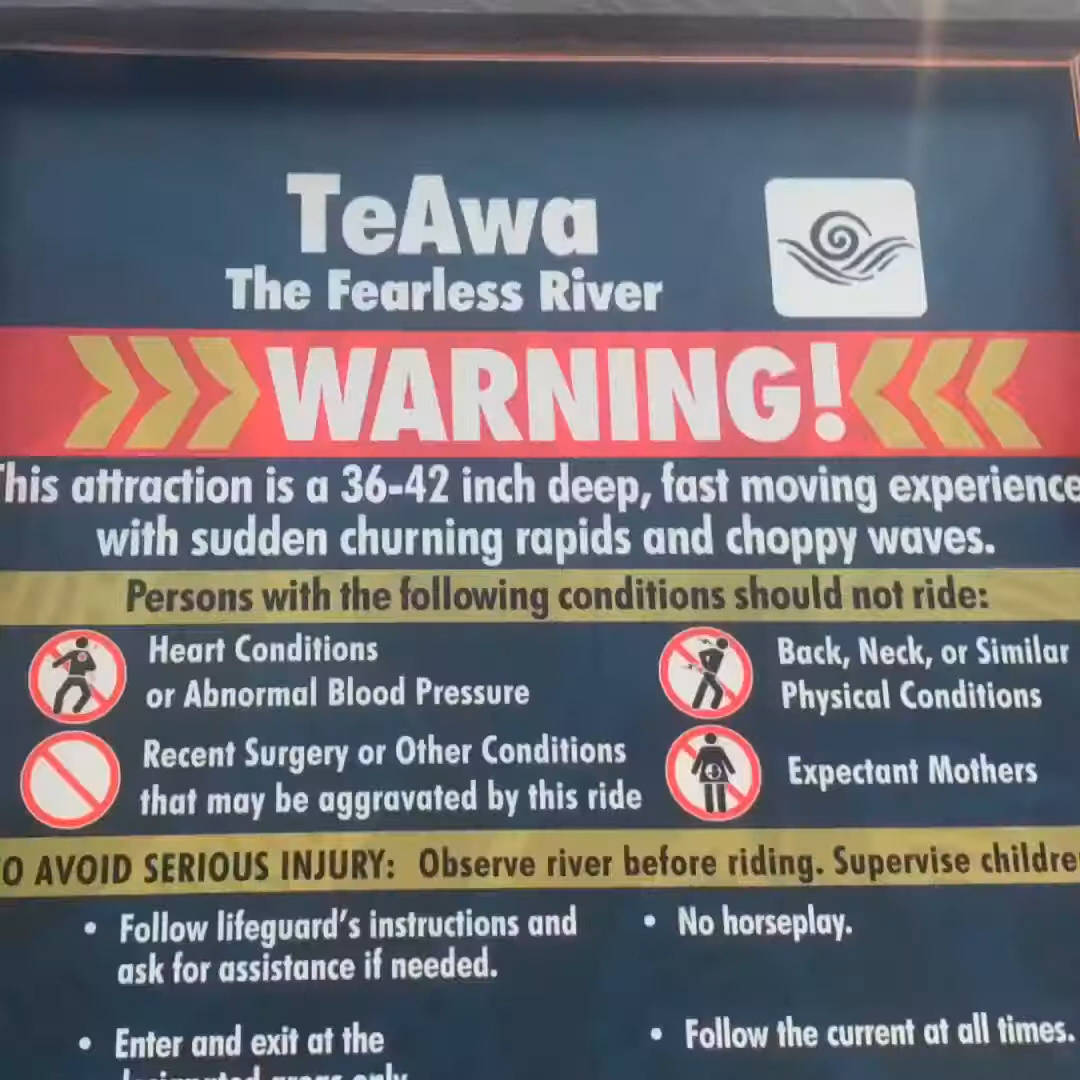 TeAwa
The Fearless River
WARNING!
This attraction is a 36-42 inch deep, fast moving experience
with sudden churning rapids and choppy waves.
Persons with the following conditions should not ride:
Heart Conditions
or Abnormal Blood Pressure
Back, Neck, or Similar
Physical Conditions
Recent Surgery or Other Conditions
that may be aggravated by this ride
Expectant Mothers
O AVOID SERIOUS INJURY: Observe river before riding. Supervise childre
• Follow lifeguard's instructions and
ask for assistance if needed.
• No horseplay.
• Enter and exit at the
designated areas only.
• Follow the current at all times.